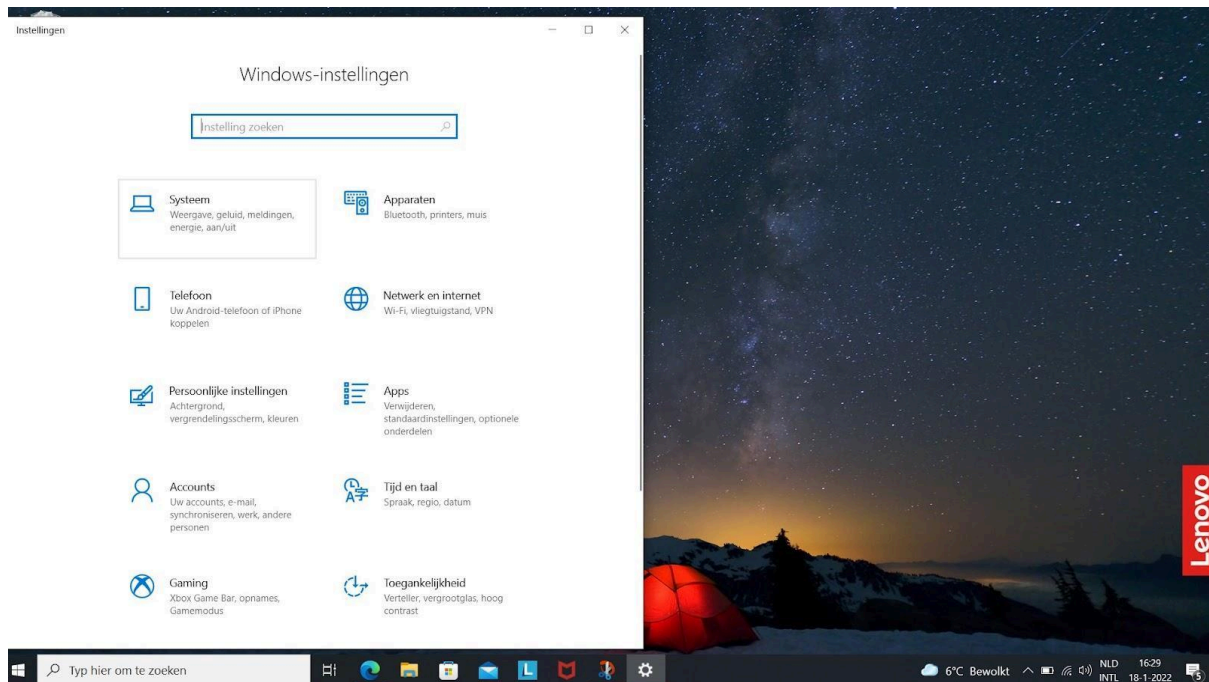 Instellingen
Windows-instellingen
Instelling zoeken
Systeem
Weergave, geluid, meldingen,
energie, aan/uit
Apparaten
Bluetooth, printers, muis
Telefoon
Uw Android-telefoon of iPhone
koppelen
Netwerk en internet
Wi-Fi, vliegtuigstand, VPN
Persoonlijke instellingen
Achtergrond,
vergrendelingsscherm, kleuren
Apps
Verwijderen,
standaardinstellingen, optionele
onderdelen
Accounts
Uw accounts, e-mail,
synchroniseren, werk, andere
personen
Tijd en taal
Spraak, regio, datum
Gaming
Xbox Game Bar, opnames,
Gamemodus
Toegankelijkheid
Verteller, vergrootglas, hoog
contrast
Lenovo
Typ hier om te zoeken
L
6°C Bewolkt
NLD
INTL
16:29
18-1-2022
5